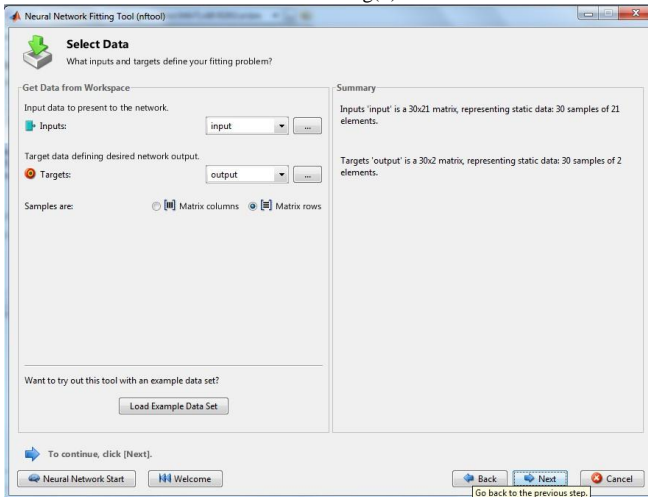 Neural Network Fitting Tool (nftool)
Select Data
What inputs and targets define your fitting problem?
Get Data from Workspace
Input data to present to the network.
Inputs: input ...
Target data defining desired network output.
Targets: output ...
Samples are: Matrix columns Matrix rows
Want to try out this tool with an example data set?
Load Example Data Set
Summary
Inputs 'input' is a 30x21 matrix, representing static data: 30 samples of 21
elements.
Targets 'output' is a 30x2 matrix, representing static data: 30 samples of 2
elements.
To continue, click [Next].
Neural Network Start Welcome Back Next Cancel
Go back to the previous step.